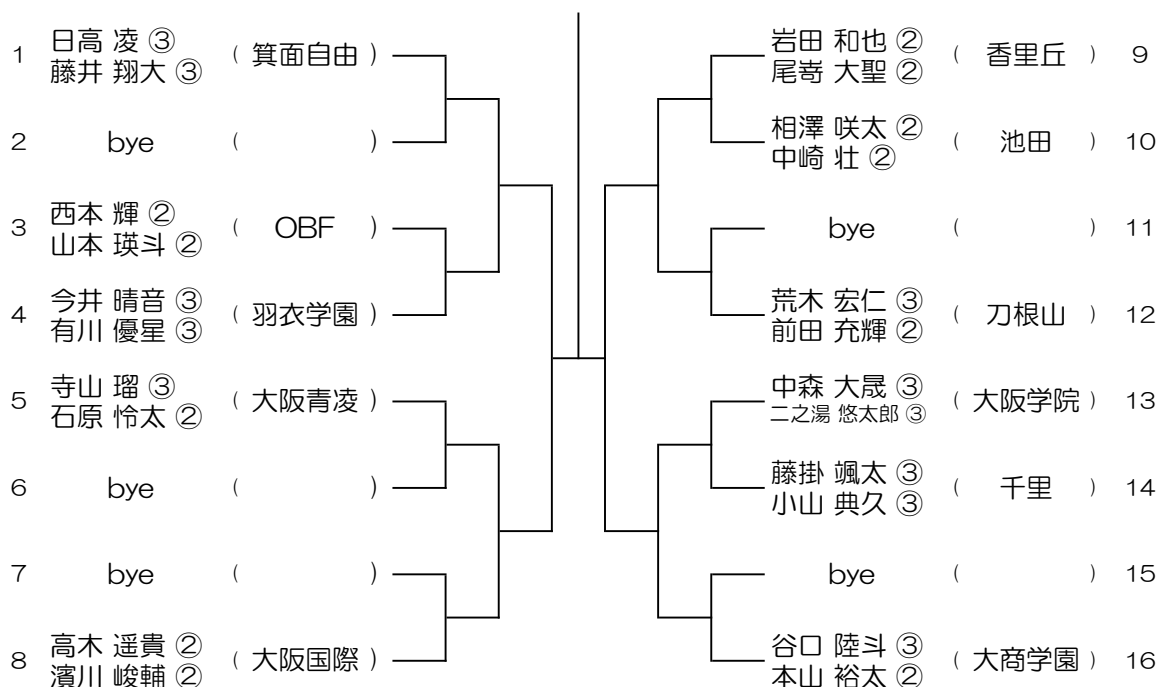 1 日高 凌 ③ ( 箕面自由 )
藤井 翔大 ③
2 bye ( )
3 西本 輝 ② ( OBF )
山本 瑛斗 ②
4 今井 晴音 ③ ( 羽衣学園 )
有川 優星 ③
5 寺山 瑠 ③ ( 大阪青凌 )
石原 怜太 ②
6 bye ( )
7 bye ( )
8 高木 遥貴 ② ( 大阪国際 )
濱川 峻輔 ②
岩田 和也 ② ( 香里丘 ) 9
尾嵜 大聖 ②
相澤 咲太 ② ( 池田 ) 10
中崎 壮 ②
bye ( ) 11
荒木 宏仁 ③ ( 刀根山 ) 12
前田 充輝 ②
中森 大晟 ③ ( 大阪学院 ) 13
二之湯 悠太郎 ③
藤掛 颯太 ③ ( 千里 ) 14
小山 典久 ③
bye ( ) 15
谷口 陸斗 ③ ( 大商学園 ) 16
本山 裕太 ②